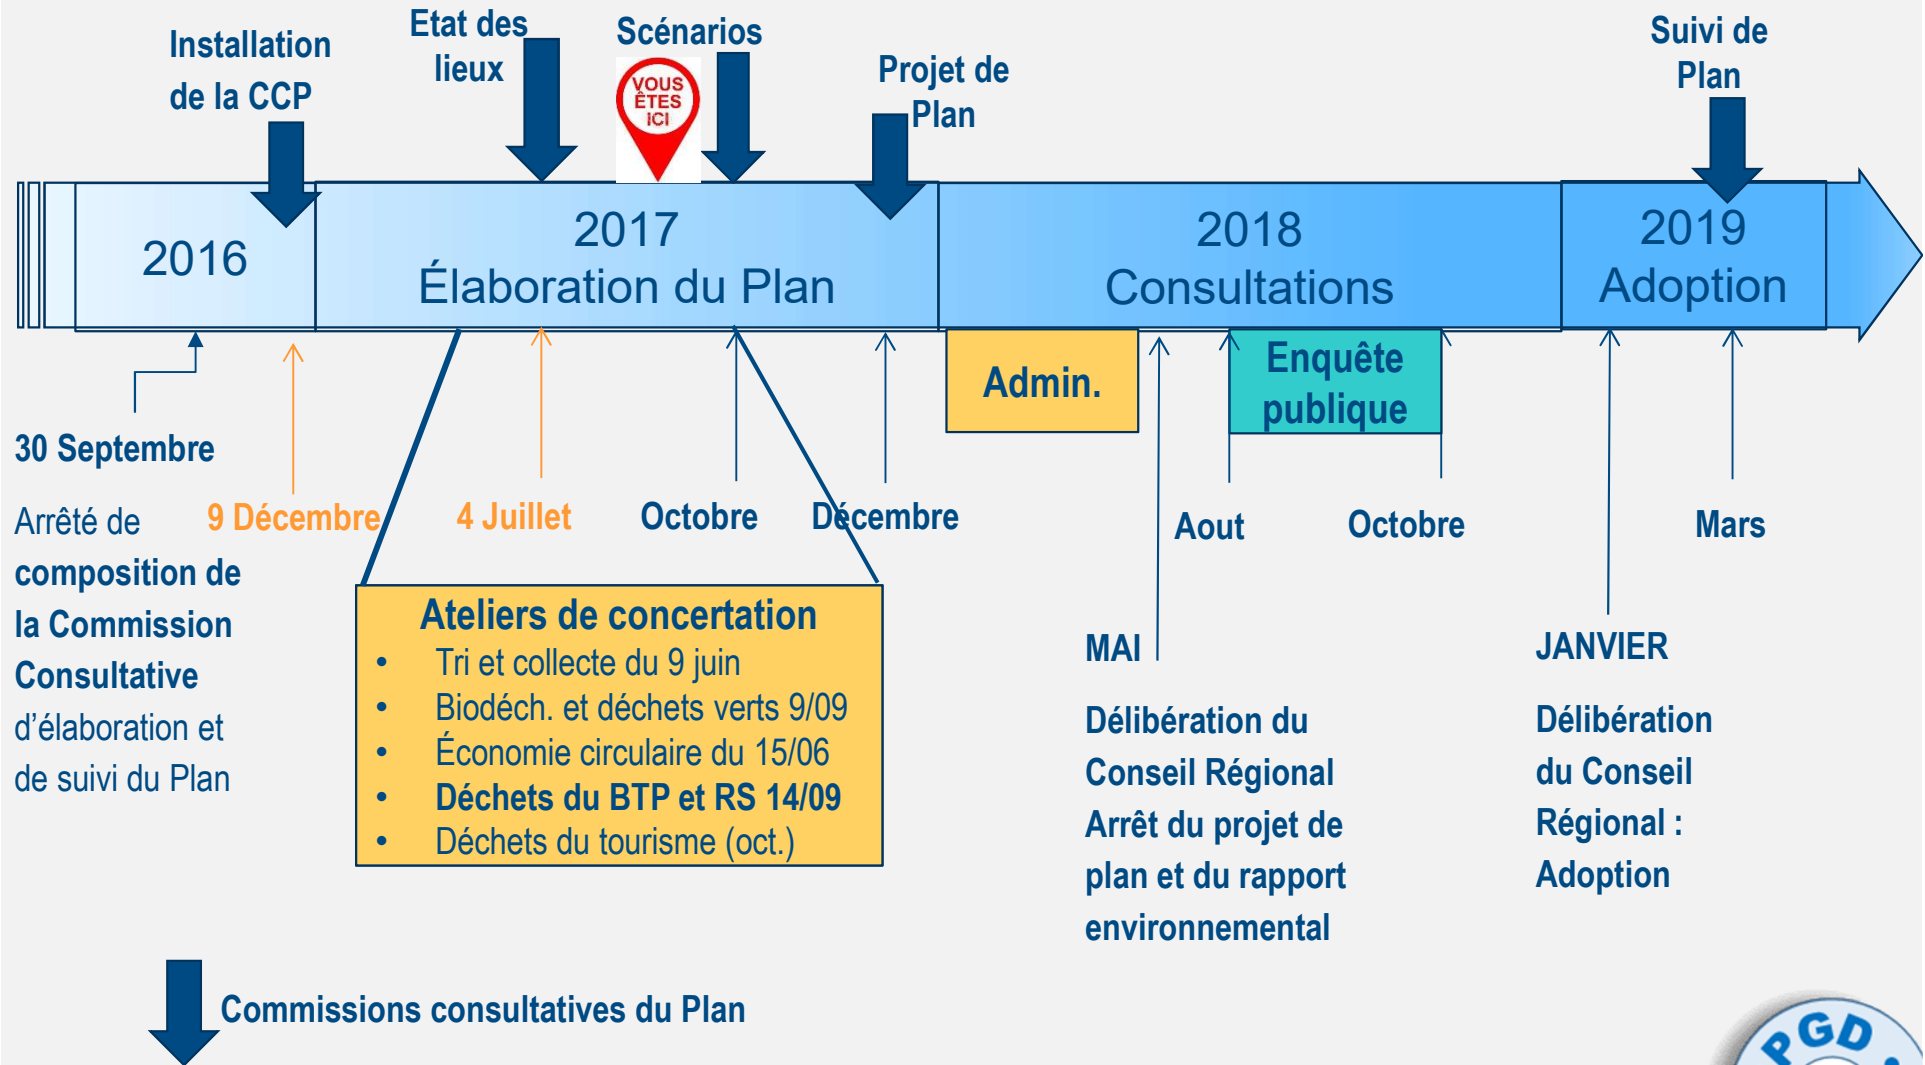 Installation
de la CCP
Etat des
lieux
Scénarios
VOUS
ÊTES
ICI
Projet de
Plan
Suivi de
Plan
2016
2017
Élaboration du Plan
2018
Consultations
2019
Adoption
Admin.
Enquête
publique
30 Septembre
Arrêté de
composition de
la Commission
Consultative
d’élaboration et
de suivi du Plan
9 Décembre
4 Juillet
Octobre
Décembre
Aout
Octobre
Mars
Ateliers de concertation
• Tri et collecte du 9 juin
• Biodéch. et déchets verts 9/09
• Économie circulaire du 15/06
• Déchets du BTP et RS 14/09
• Déchets du tourisme (oct.)
MAI
Délibération du
Conseil Régional
Arrêt du projet de
plan et du rapport
environnemental
JANVIER
Délibération
du Conseil
Régional :
Adoption
Commissions consultatives du Plan
PGD